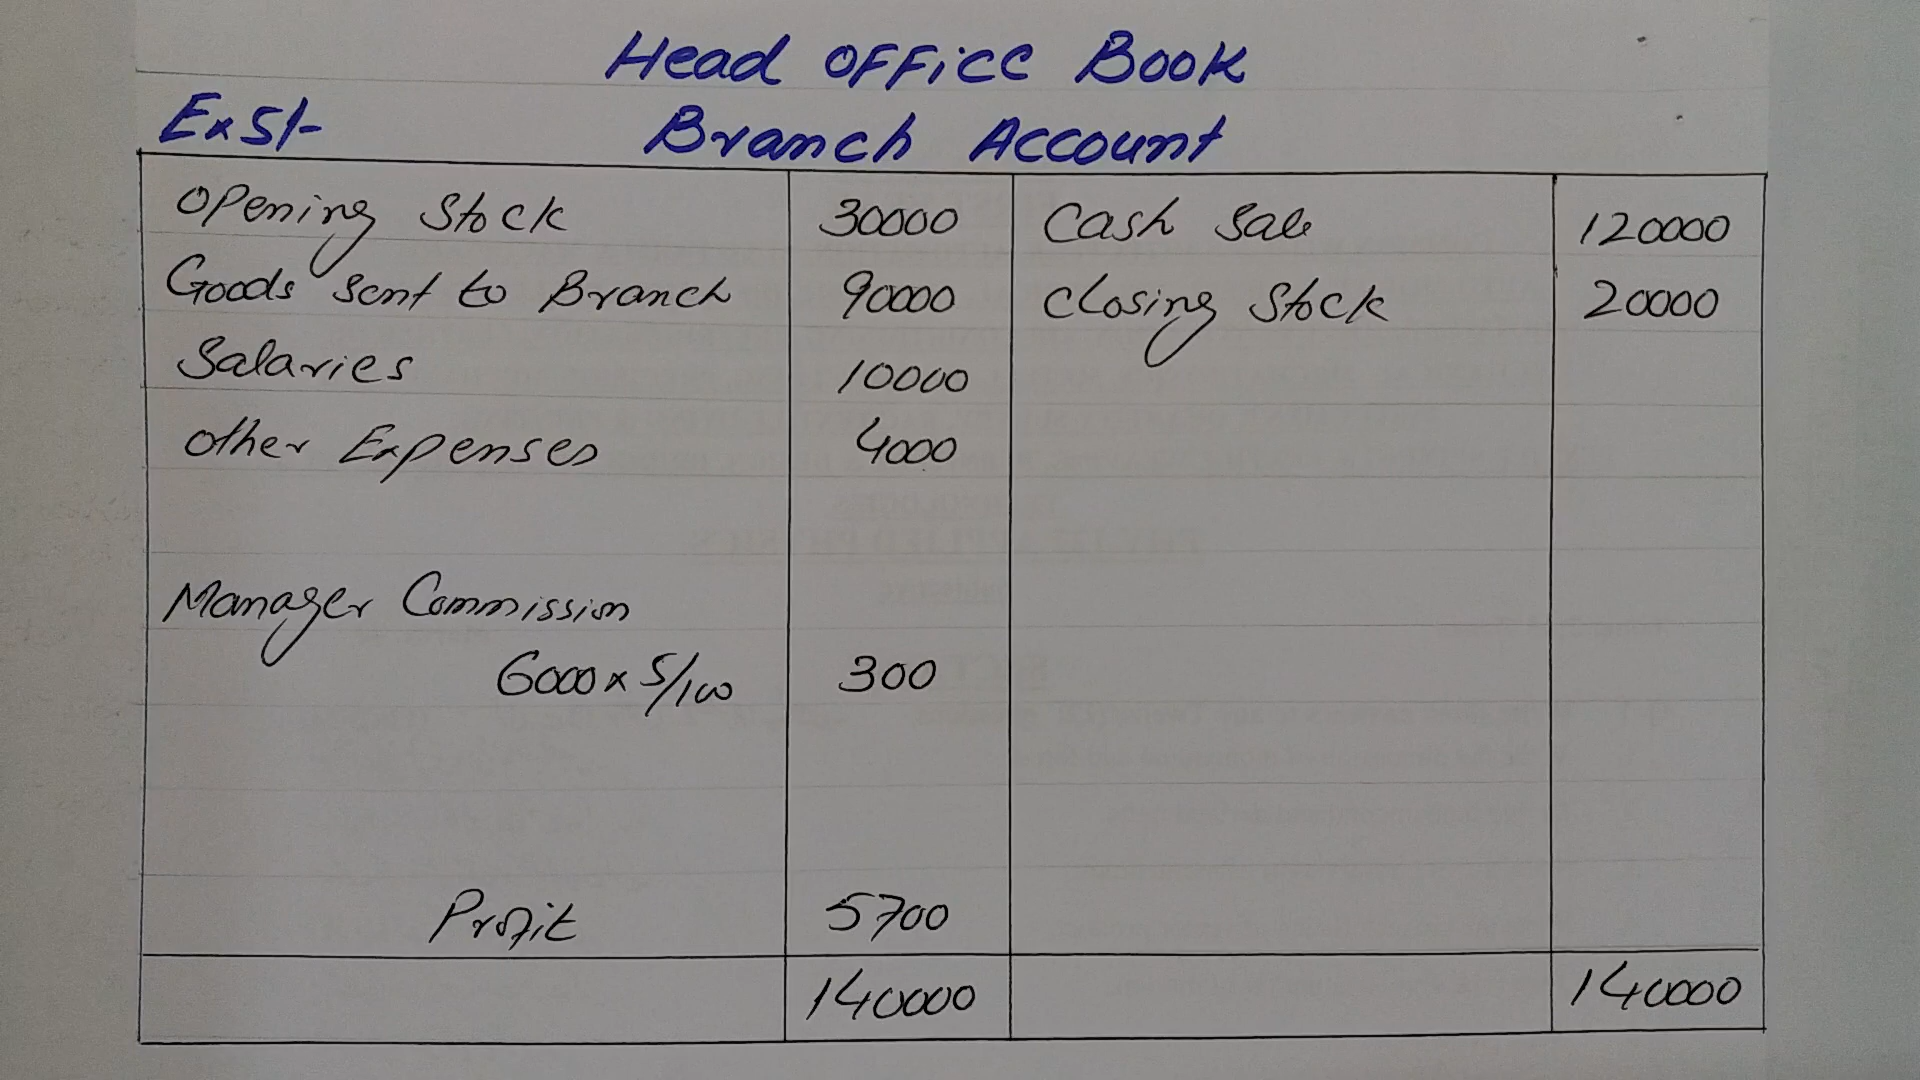 Head Office Book
Ex 5/- Branch Account
Opening Stock 30000 Cash Sale 120000
Goods Sent to Branch 90000 Closing Stock 20000
Salaries 10000
Other Expenses 4000
Manager Commission
6000 x 5/100 300
Profit 5700
140000 140000